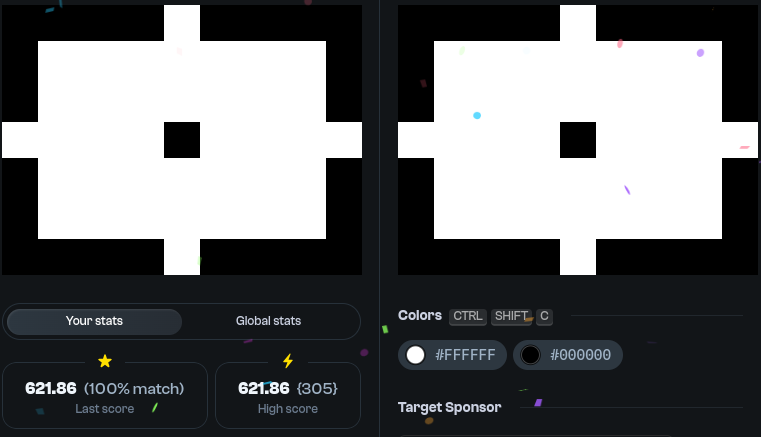 Your stats
Global stats
621.86 (100% match)
Last score
621.86 {305}
High score
Colors CTRL SHIFT C
#FFFFFF #000000
Target Sponsor